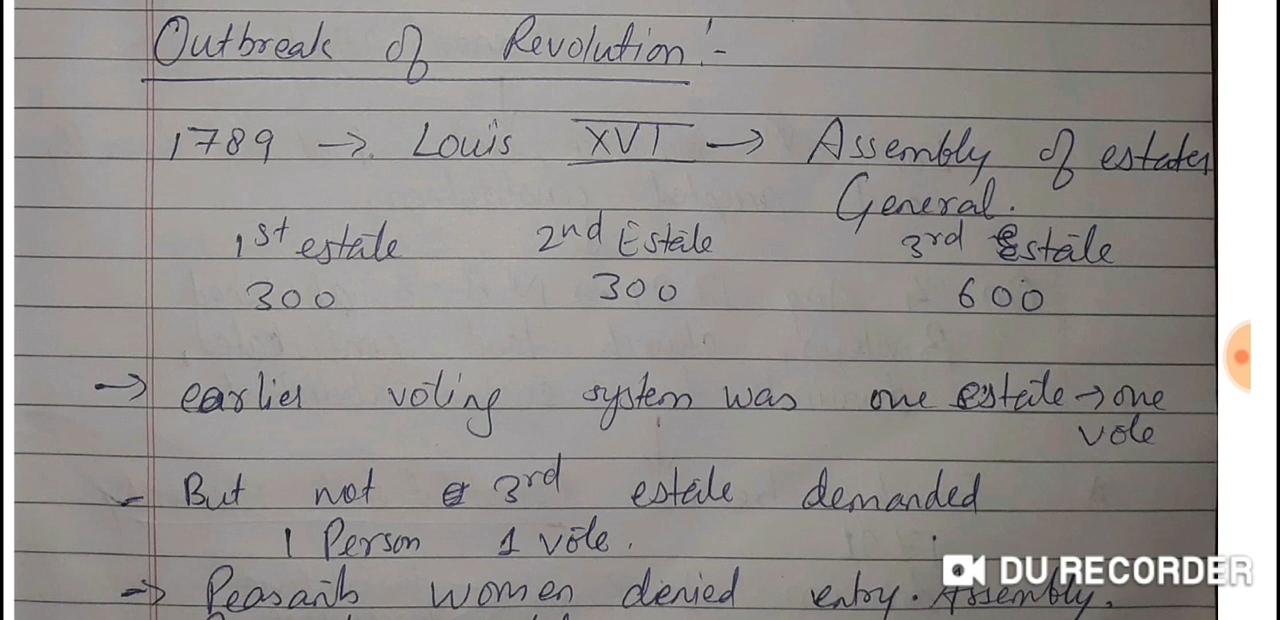 Outbreak of Revolution:-
1789 → Louis XVI → Assembly of estates
General.
1st estate 2nd Estate 3rd Estate
300 300 600
→ earlier voting system was one estate → one
vote
- But not 3rd estate demanded
1 Person 1 vote.
→ Peasants women denied entry. Assembly.
DU RECORDER